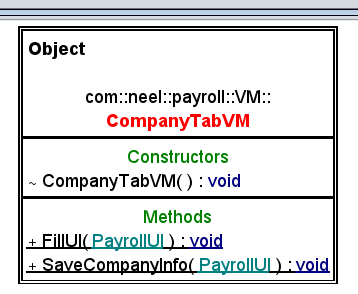 Object
com::neel::payroll::VM::
CompanyTabVM
Constructors
~ CompanyTabVM( ) : void
Methods
+ FillUI( PayrollUI ) : void
+ SaveCompanyInfo( PayrollUI ) : void